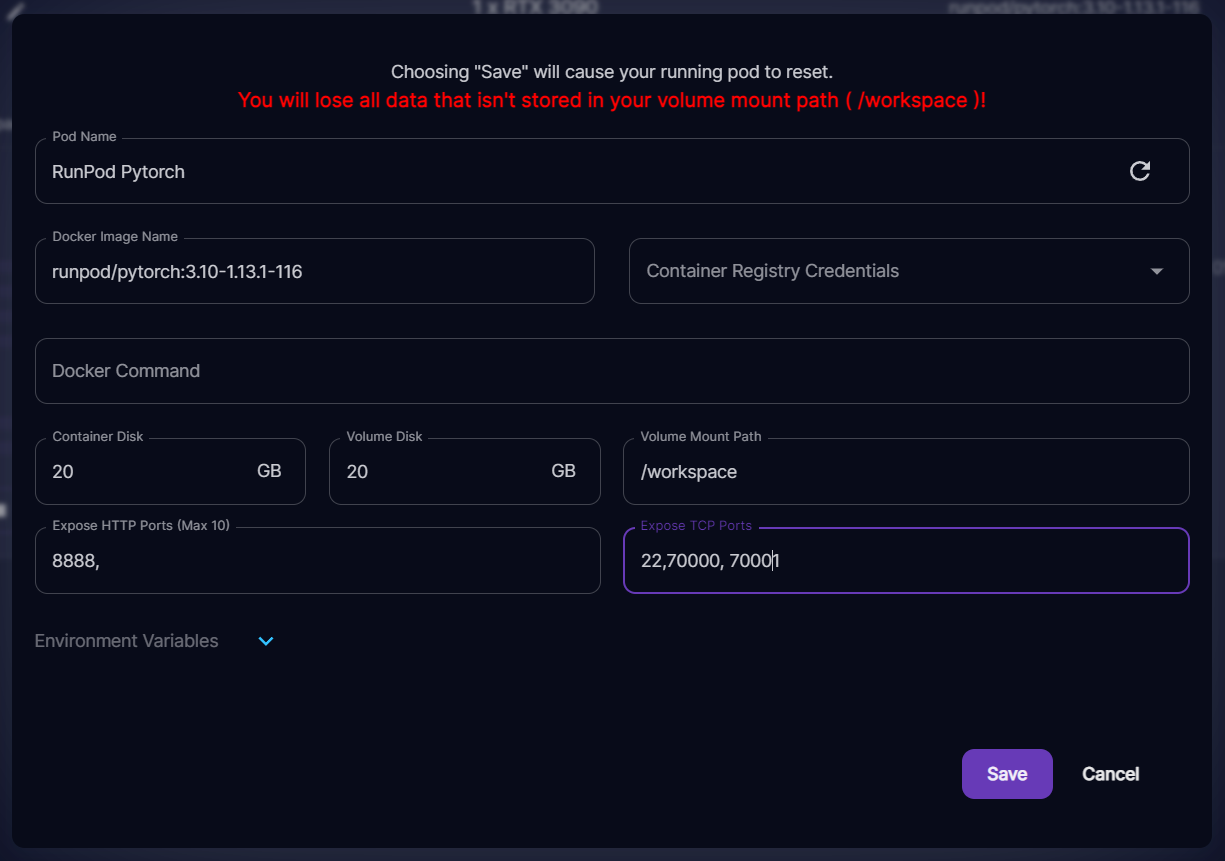 1 x RTX 3090
runpod/pytorch:3.10-1.13.1-116
Choosing "Save" will cause your running pod to reset.
You will lose all data that isn't stored in your volume mount path ( /workspace )!
Pod Name
RunPod Pytorch
Docker Image Name
runpod/pytorch:3.10-1.13.1-116
Container Registry Credentials
Docker Command
Container Disk
20 GB
Volume Disk
20 GB
Volume Mount Path
/workspace
Expose HTTP Ports (Max 10)
8888,
Expose TCP Ports
22,70000, 70001
Environment Variables
Save
Cancel